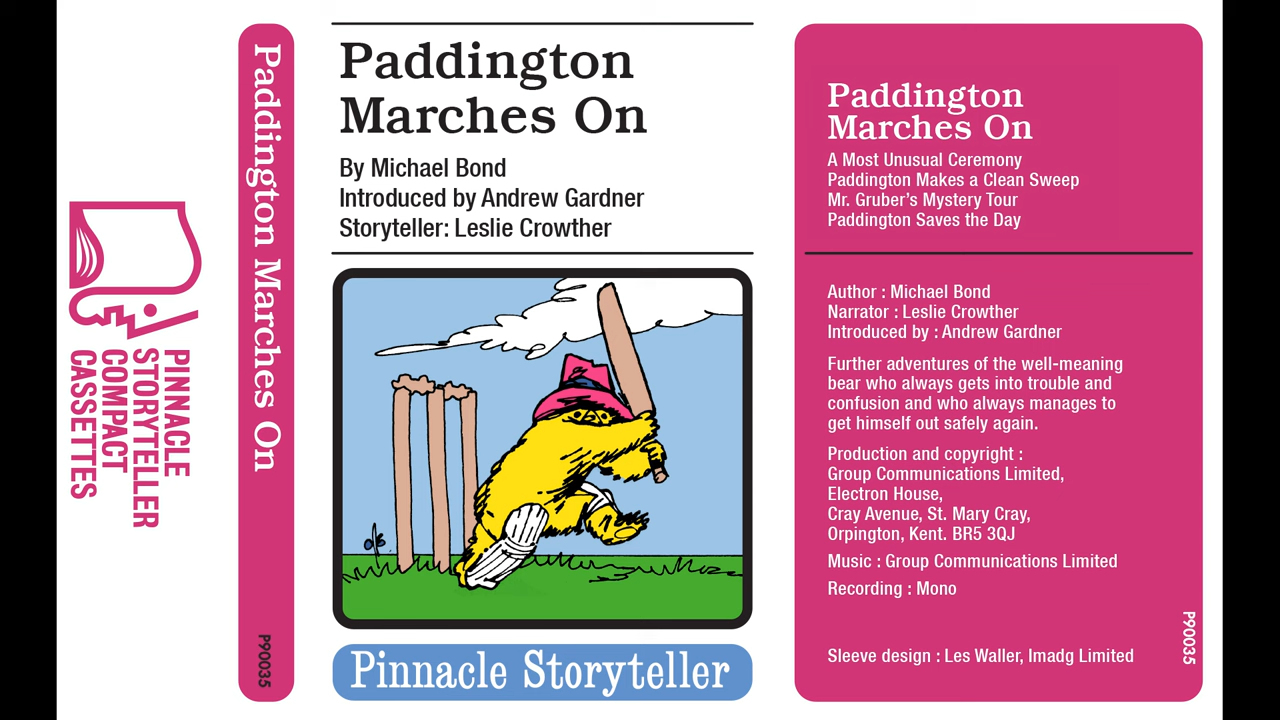 PINNACLE
STORYTELLER
COMPACT
CASSETTES
Paddington Marches On
P90035
Paddington
Marches On
By Michael Bond
Introduced by Andrew Gardner
Storyteller: Leslie Crowther
Pinnacle Storyteller
Paddington
Marches On
A Most Unusual Ceremony
Paddington Makes a Clean Sweep
Mr. Gruber's Mystery Tour
Paddington Saves the Day
Author : Michael Bond
Narrator : Leslie Crowther
Introduced by : Andrew Gardner
Further adventures of the well-meaning
bear who always gets into trouble and
confusion and who always manages to
get himself out safely again.
Production and copyright :
Group Communications Limited,
Electron House,
Cray Avenue, St. Mary Cray,
Orpington, Kent. BR5 3QJ
Music : Group Communications Limited
Recording : Mono
Sleeve design : Les Waller, Imadg Limited
P90035